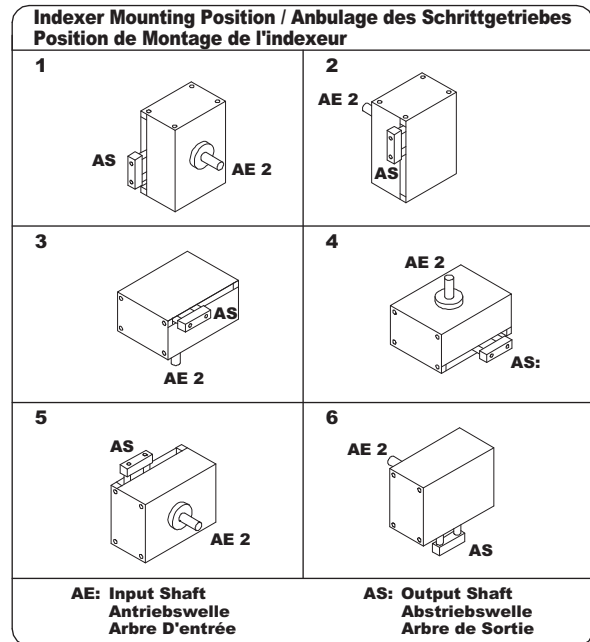 Indexer Mounting Position / Anbulage des Schrittgetriebes
Position de Montage de l'indexeur
1
AS
AE 2
2
AE 2
AS
3
AS
AE 2
4
AE 2
AS:
5
AS
AE 2
6
AE 2
AS
AE: Input Shaft
Antriebswelle
Arbre D'entrée
AS: Output Shaft
Abstriebswelle
Arbre de Sortie